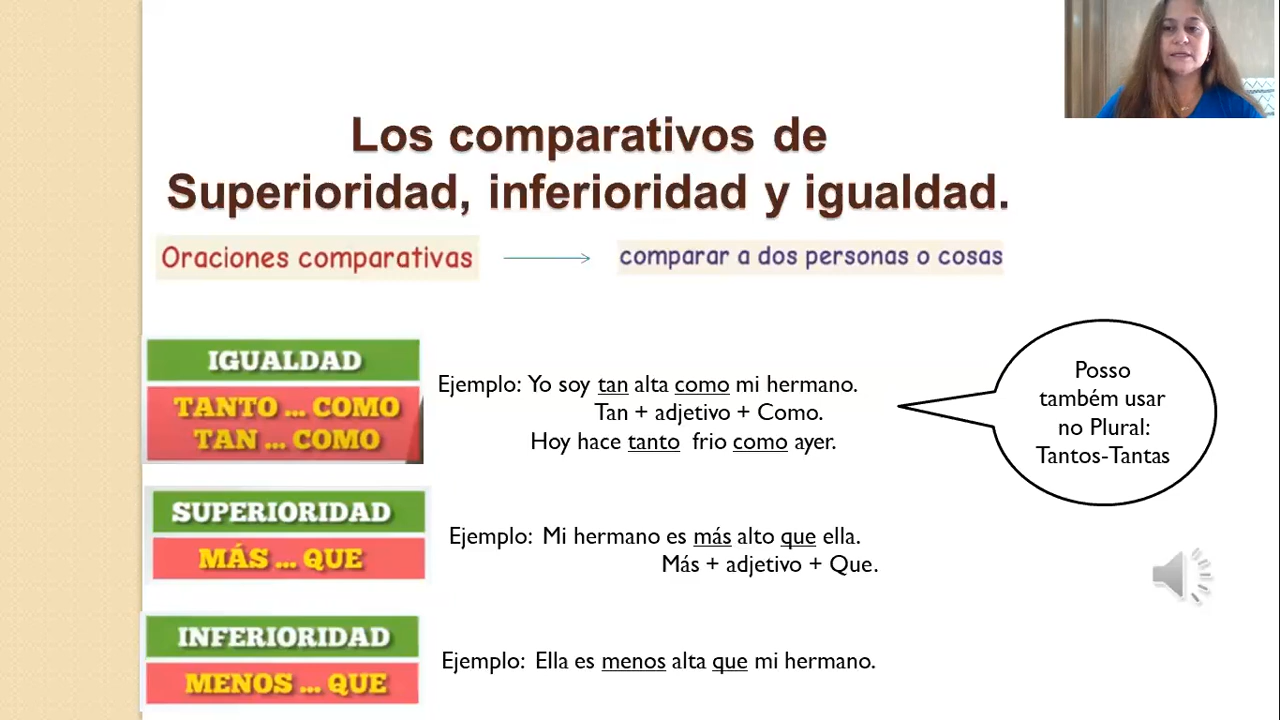 Los comparativos de
Superioridad, inferioridad y igualdad.
Oraciones comparativas
comparar a dos personas o cosas
IGUALDAD
TANTO ... COMO
TAN ... COMO
Ejemplo: Yo soy tan alta como mi hermano.
Tan + adjetivo + Como.
Hoy hace tanto frio como ayer.
Posso
também usar
no Plural:
Tantos-Tantas
SUPERIORIDAD
MÁS ... QUE
Ejemplo: Mi hermano es más alto que ella.
Más + adjetivo + Que.
INFERIORIDAD
MENOS ... QUE
Ejemplo: Ella es menos alta que mi hermano.